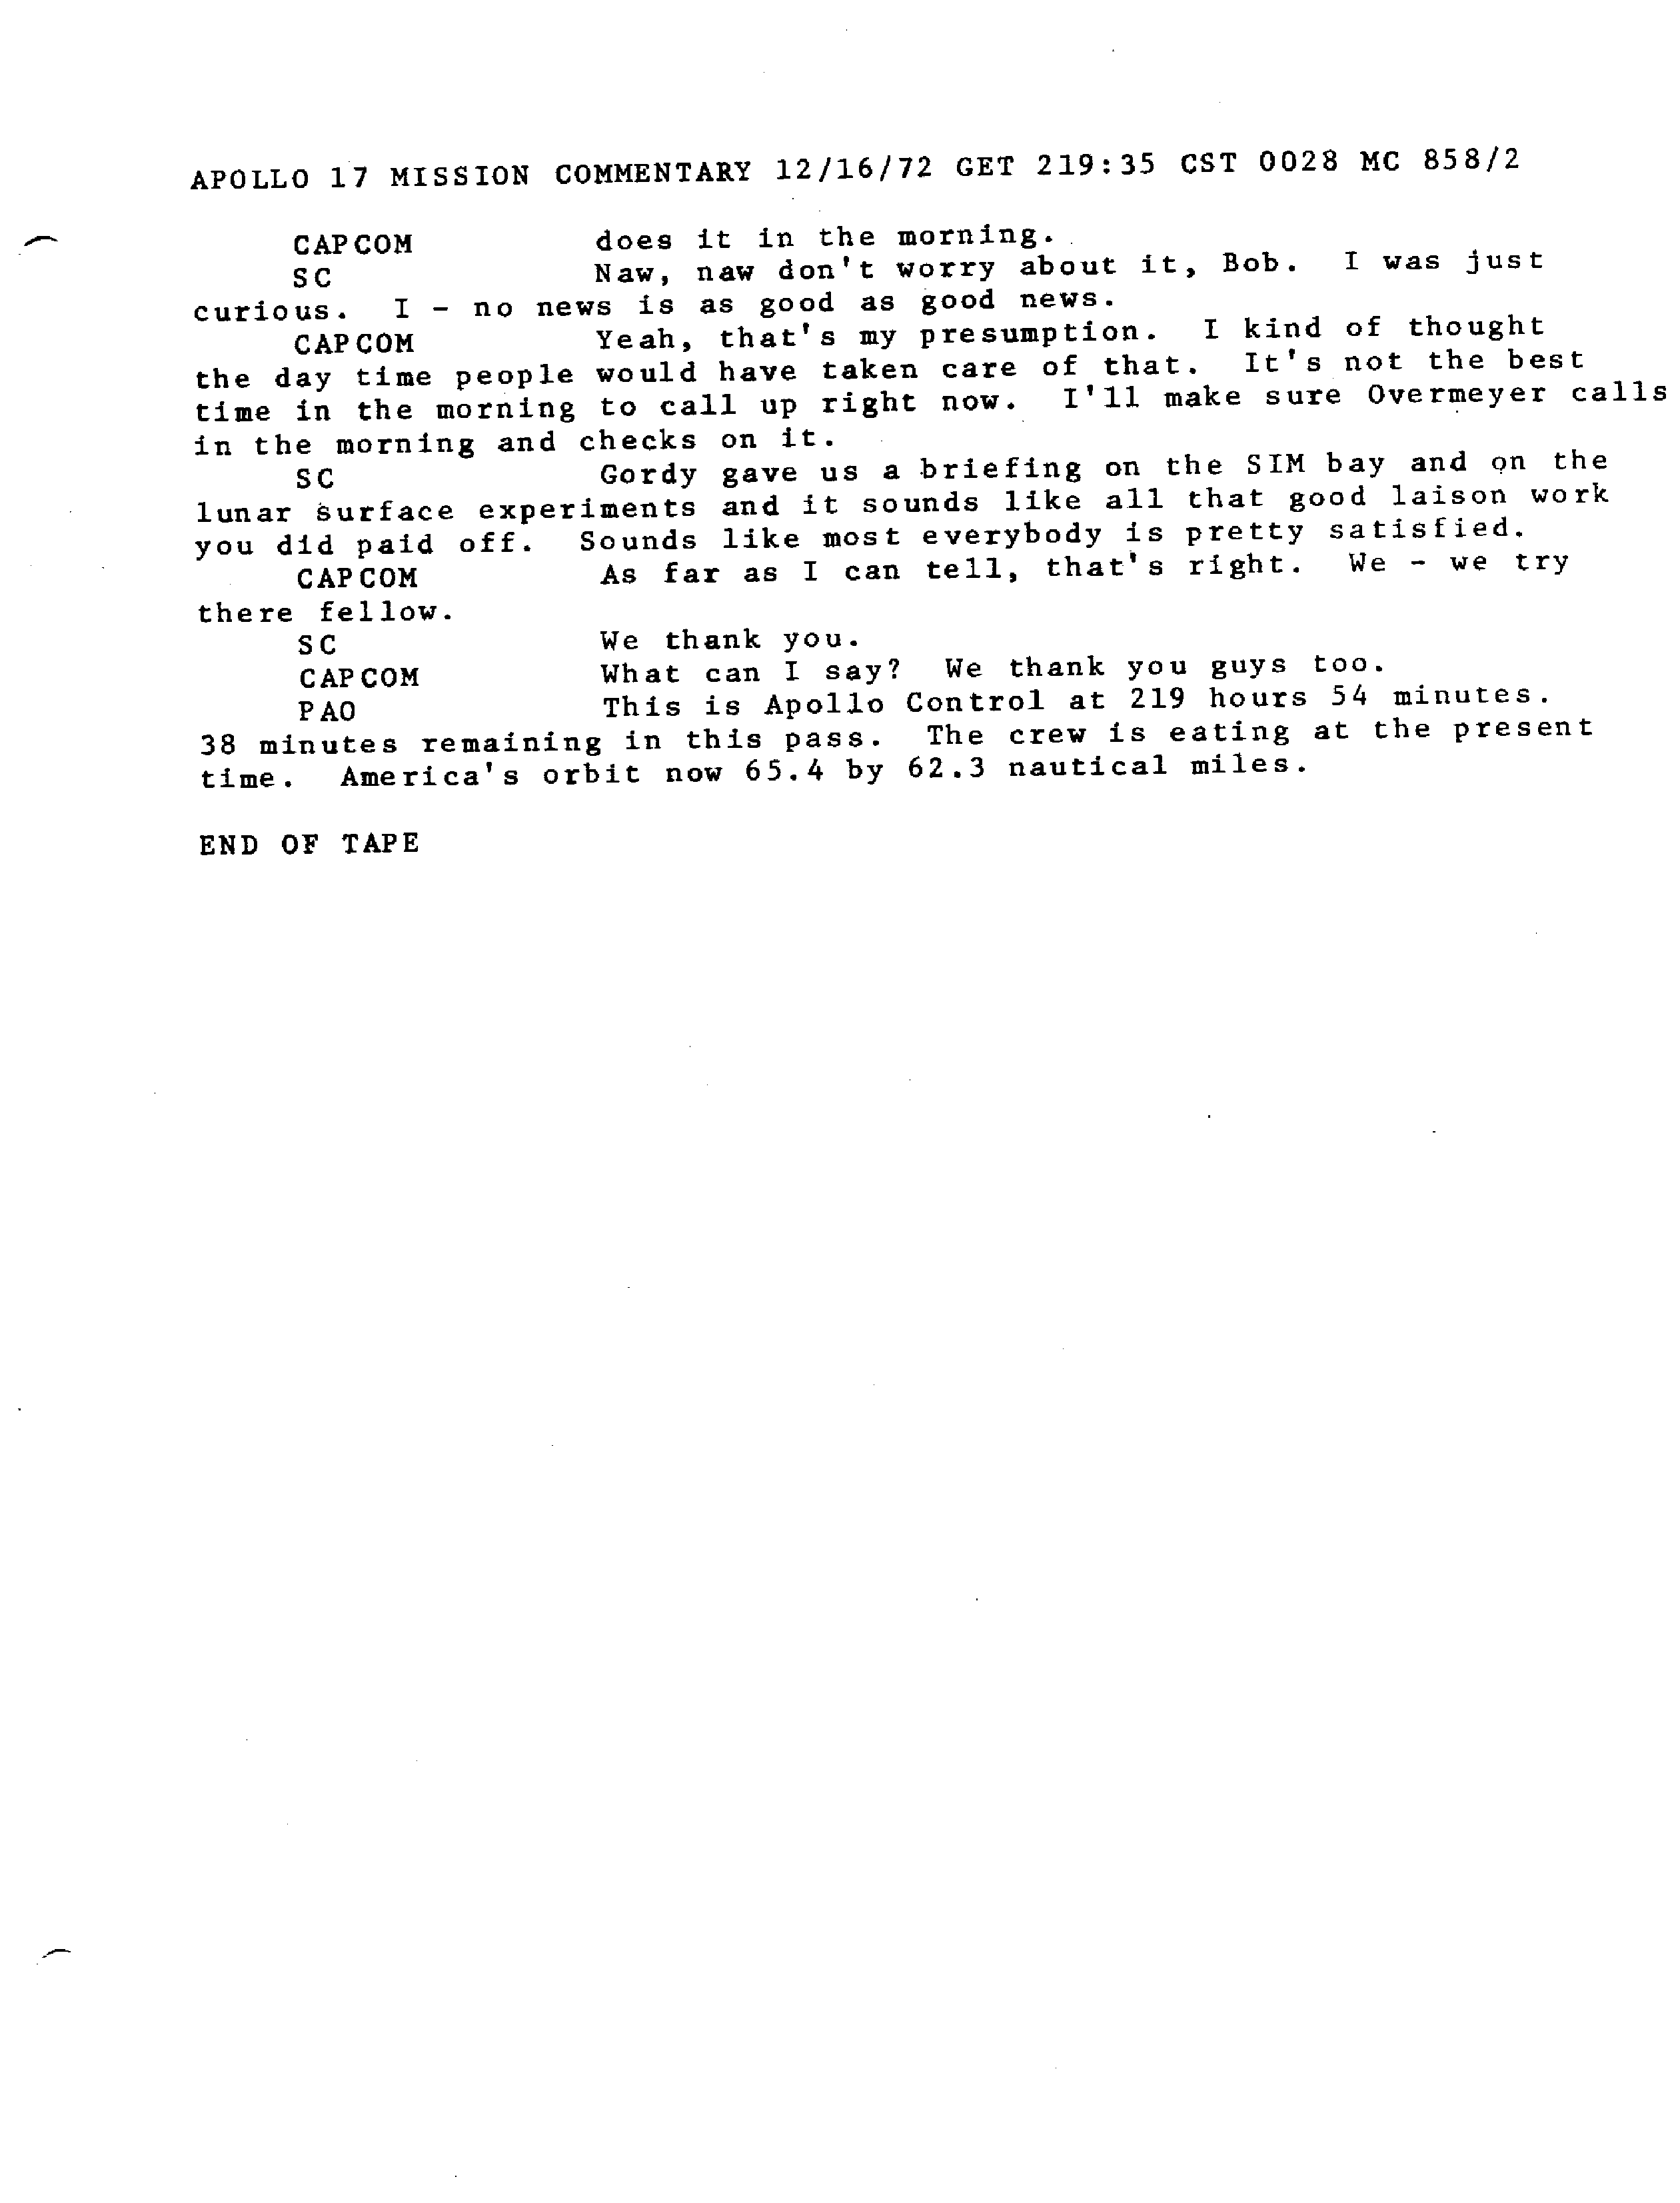 APOLLO 17 MISSION COMMENTARY 12/16/72 GET 219:35 CST 0028 MC 858/2
CAPCOM does it in the morning.
SC Naw, naw don't worry about it, Bob. I was just
curious. I - no news is as good as good news.
CAPCOM Yeah, that's my presumption. I kind of thought
the day time people would have taken care of that. It's not the best
time in the morning to call up right now. I'll make sure Overmeyer calls
in the morning and checks on it.
SC Gordy gave us a briefing on the SIM bay and on the
lunar surface experiments and it sounds like all that good laison work
you did paid off. Sounds like most everybody is pretty satisfied.
CAPCOM As far as I can tell, that's right. We - we try
there fellow.
SC We thank you.
CAPCOM What can I say? We thank you guys too.
PAO This is Apollo Control at 219 hours 54 minutes.
38 minutes remaining in this pass. The crew is eating at the present
time. America's orbit now 65.4 by 62.3 nautical miles.
END OF TAPE